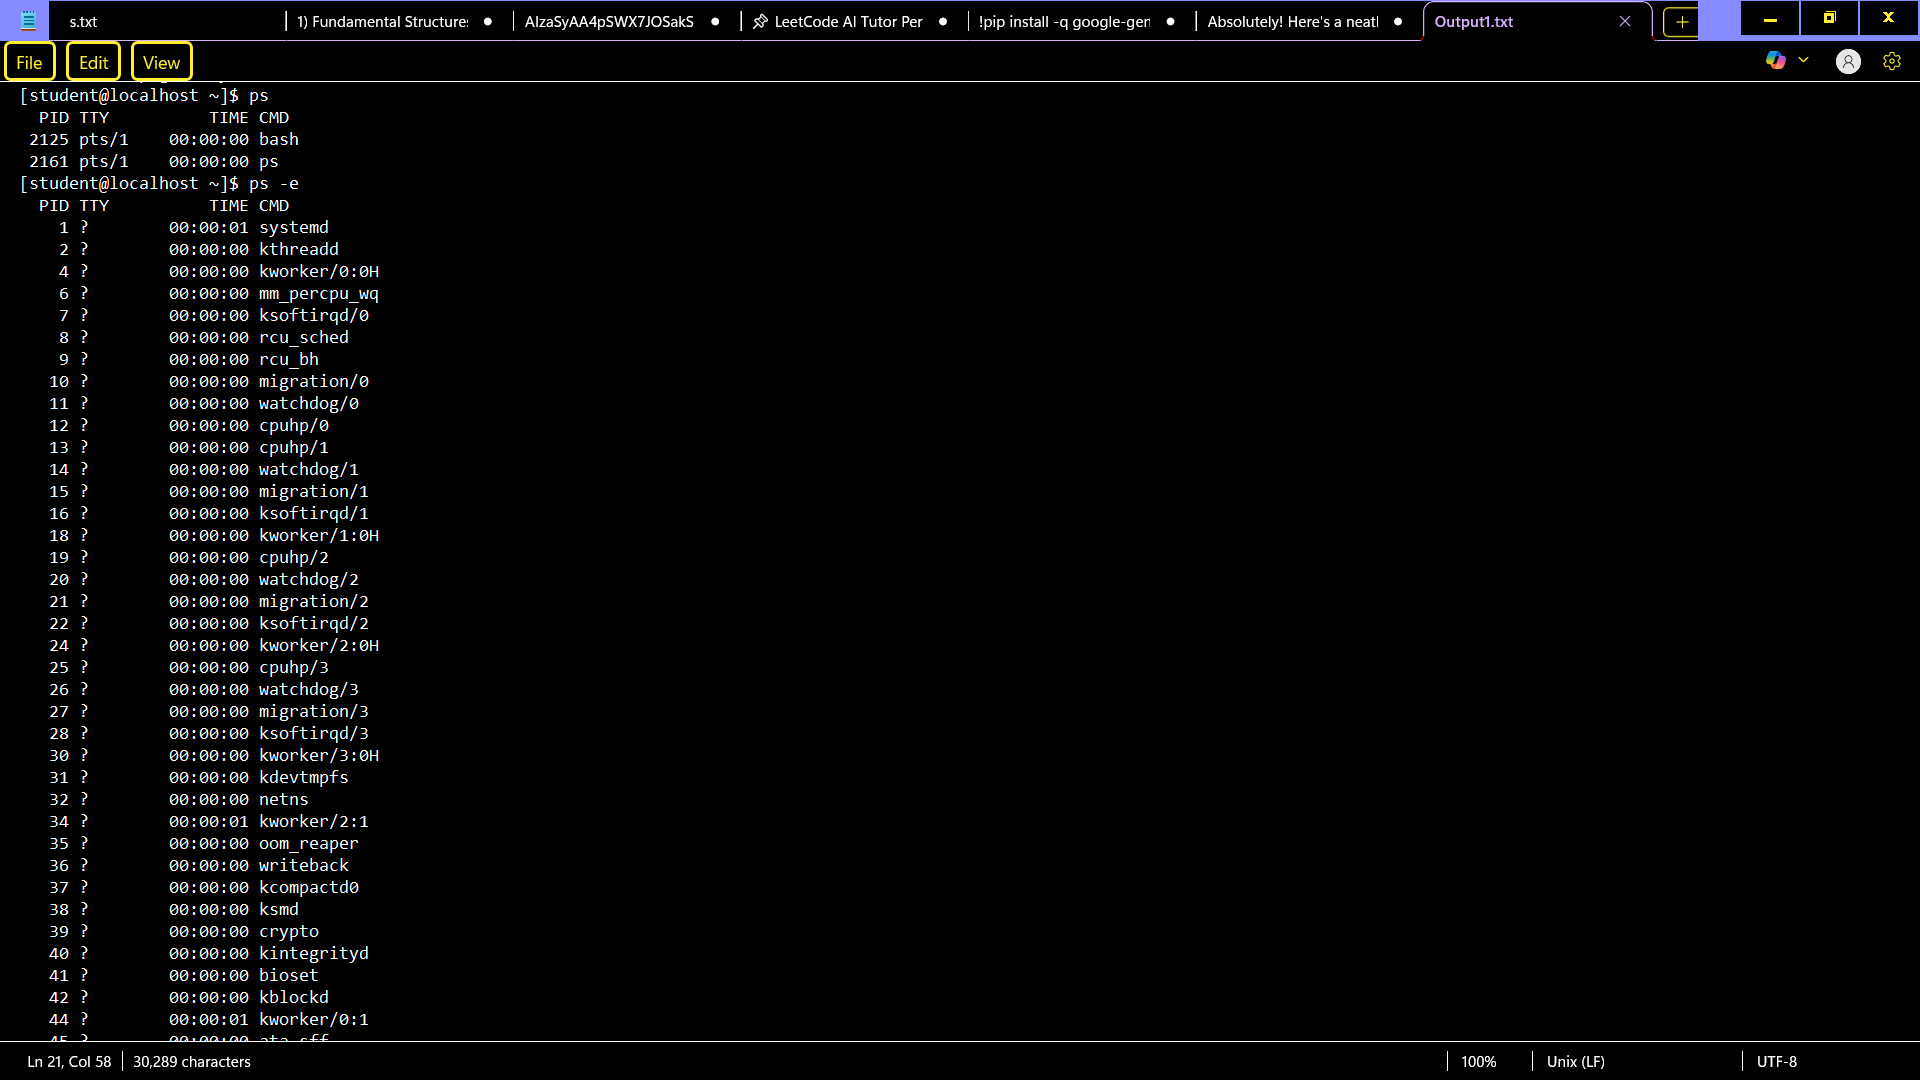 s.txt
1) Fundamental Structure:
AIzaSyAA4pSWX7JOSakS
LeetCode AI Tutor Per
!pip install -q google-gen
Absolutely! Here's a neatl
Output1.txt
File
Edit
View
[student@localhost ~]$ ps
  PID TTY          TIME CMD
 2125 pts/1    00:00:00 bash
 2161 pts/1    00:00:00 ps
[student@localhost ~]$ ps -e
  PID TTY          TIME CMD
    1 ?        00:00:01 systemd
    2 ?        00:00:00 kthreadd
    4 ?        00:00:00 kworker/0:0H
    6 ?        00:00:00 mm_percpu_wq
    7 ?        00:00:00 ksoftirqd/0
    8 ?        00:00:00 rcu_sched
    9 ?        00:00:00 rcu_bh
   10 ?        00:00:00 migration/0
   11 ?        00:00:00 watchdog/0
   12 ?        00:00:00 cpuhp/0
   13 ?        00:00:00 cpuhp/1
   14 ?        00:00:00 watchdog/1
   15 ?        00:00:00 migration/1
   16 ?        00:00:00 ksoftirqd/1
   18 ?        00:00:00 kworker/1:0H
   19 ?        00:00:00 cpuhp/2
   20 ?        00:00:00 watchdog/2
   21 ?        00:00:00 migration/2
   22 ?        00:00:00 ksoftirqd/2
   24 ?        00:00:00 kworker/2:0H
   25 ?        00:00:00 cpuhp/3
   26 ?        00:00:00 watchdog/3
   27 ?        00:00:00 migration/3
   28 ?        00:00:00 ksoftirqd/3
   30 ?        00:00:00 kworker/3:0H
   31 ?        00:00:00 kdevtmpfs
   32 ?        00:00:00 netns
   34 ?        00:00:01 kworker/2:1
   35 ?        00:00:00 oom_reaper
   36 ?        00:00:00 writeback
   37 ?        00:00:00 kcompactd0
   38 ?        00:00:00 ksmd
   39 ?        00:00:00 crypto
   40 ?        00:00:00 kintegrityd
   41 ?        00:00:00 bioset
   42 ?        00:00:00 kblockd
   44 ?        00:00:01 kworker/0:1
   45 ?        00:00:00 ata_sff
Ln 21, Col 58
30,289 characters
100%
Unix (LF)
UTF-8